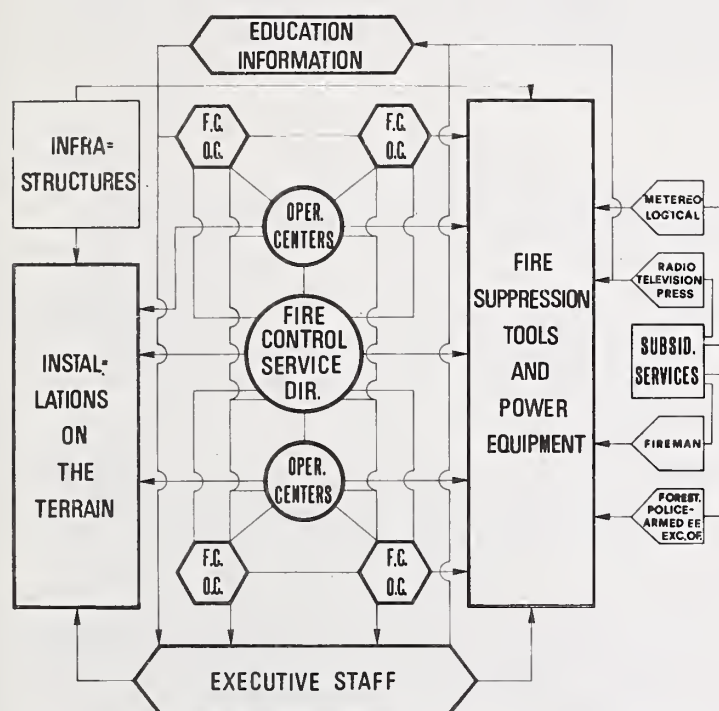 EDUCATION
INFORMATION
INFRA=
STRUCTURES
F.C.
O.C.
F.C.
O.C.
OPER.
CENTERS
METEREO
LOGICAL
RADIO
TELEVISION
PRESS
FIRE
CONTROL
SERVICE
DIR.
FIRE
SUPPRESSION
TOOLS
AND
POWER
EQUIPMENT
SUBSID.
SERVICES
INSTAL=
LATIONS
ON
THE
TERRAIN
OPER.
CENTERS
FIREMAN
FOREST.
POLICE-
ARMED EE
EXC.OF.
F.C.
O.C.
F.C.
O.C.
EXECUTIVE STAFF